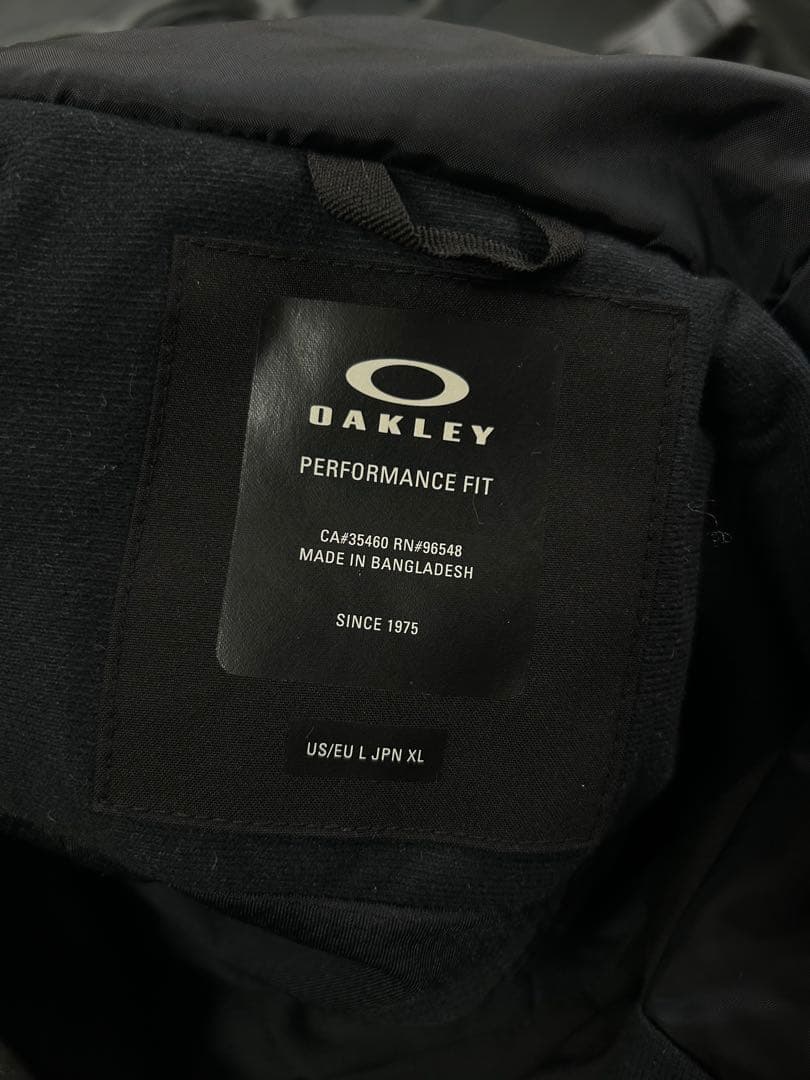 OAKLEY
PERFORMANCE FIT
CA#35460 RN#96548
MADE IN BANGLADESH
SINCE 1975
US/EU L JPN XL